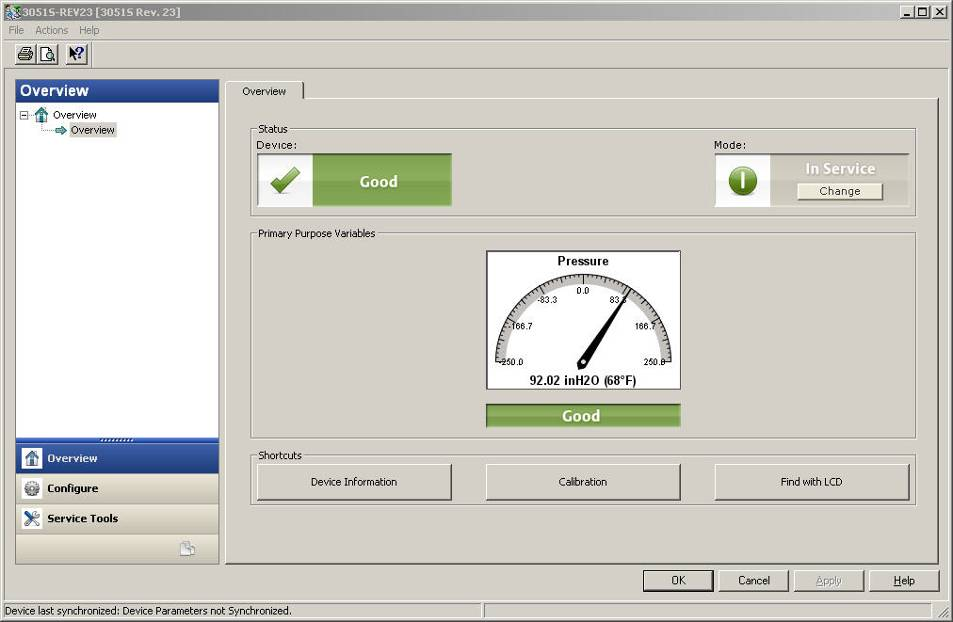 3051S-REV23 [3051S Rev. 23]
File Actions Help
Overview
Overview
Overview
Overview
Configure
Service Tools
Overview
Status
Device:
Good
Mode:
In Service
Change
Primary Purpose Variables
Pressure
0.0
-83.3 83.3
-166.7 166.7
-250.0 250.0
92.02 inH2O (68°F)
Good
Shortcuts
Device Information Calibration Find with LCD
OK Cancel Apply Help
Device last synchronized: Device Parameters not Synchronized.